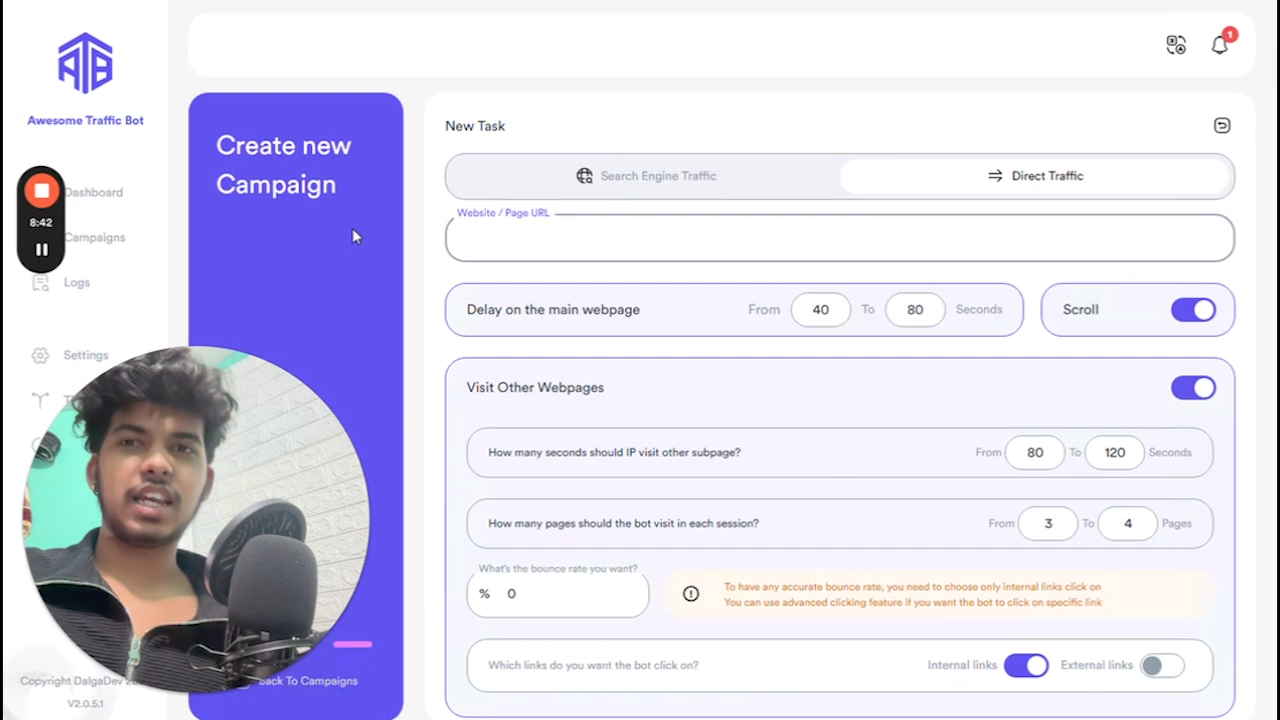 ATB
Awesome Traffic Bot
8:42
Dashboard
Campaigns
Logs
Settings
Copyright DalgaDev
V2.0.5.1
Create new
Campaign
Back To Campaigns
1
New Task
Search Engine Traffic
Direct Traffic
Website / Page URL
Delay on the main webpage From 40 To 80 Seconds
Scroll
Visit Other Webpages
How many seconds should IP visit other subpage? From 80 To 120 Seconds
How many pages should the bot visit in each session? From 3 To 4 Pages
What's the bounce rate you want?
% 0
To have any accurate bounce rate, you need to choose only internal links click on
You can use advanced clicking feature if you want the bot to click on specific link
Which links do you want the bot click on? Internal links External links